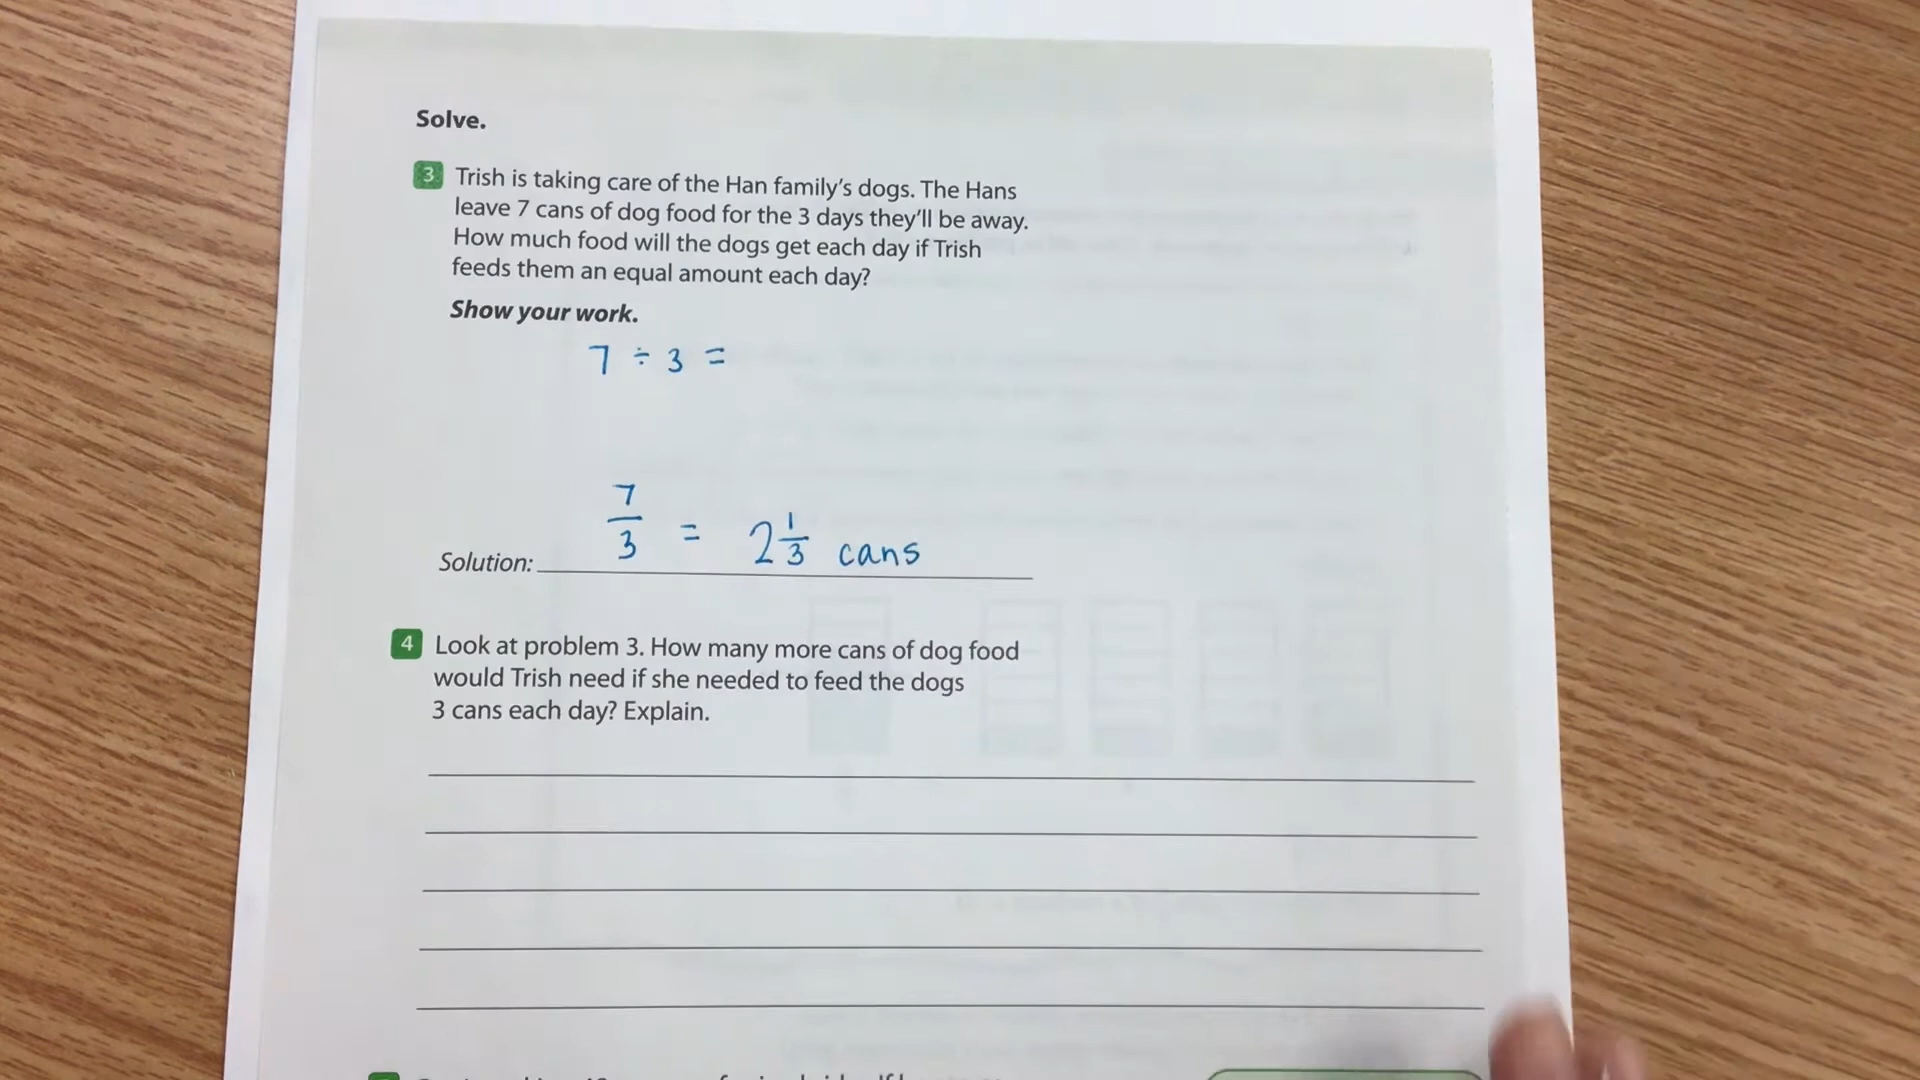 Solve.
3 Trish is taking care of the Han family's dogs. The Hans
leave 7 cans of dog food for the 3 days they'll be away.
How much food will the dogs get each day if Trish
feeds them an equal amount each day?
Show your work.
7 ÷ 3 =
Solution: 7/3 = 2 1/3 cans
4 Look at problem 3. How many more cans of dog food
would Trish need if she needed to feed the dogs
3 cans each day? Explain.